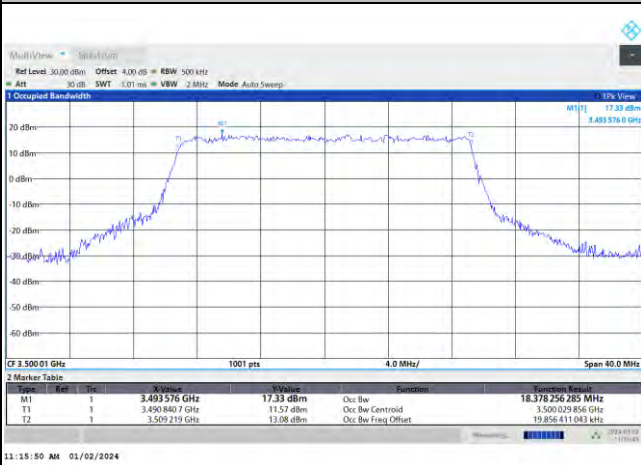 MultiView Spectrum
Ref Level 30.00 dBm Offset 4.00 dB RBW 500 kHz
Att 30 dB SWT 1.01 ms VBW 2 MHz Mode Auto Sweep
1 Occupied Bandwidth 1Pk View
M1[1] 17.33 dBm
3.493 576 0 GHz
M1
20 dBm
T1 T2
10 dBm
0 dBm
-10 dBm
-20 dBm
-30 dBm
-40 dBm
-50 dBm
-60 dBm
CF 3.500 01 GHz 1001 pts 4.0 MHz/ Span 40.0 MHz
2 Marker Table
Type Ref Trc X-Value Y-Value Function Function Result
M1 1 3.493 576 GHz 17.33 dBm Occ Bw 18.378 256 285 MHz
T1 1 3.490 840 7 GHz 11.57 dBm Occ Bw Centroid 3.500 029 856 GHz
T2 1 3.509 219 GHz 13.08 dBm Occ Bw Freq Offset 19.856 411 043 kHz
Measuring...
11:15:50 AM 01/02/2024